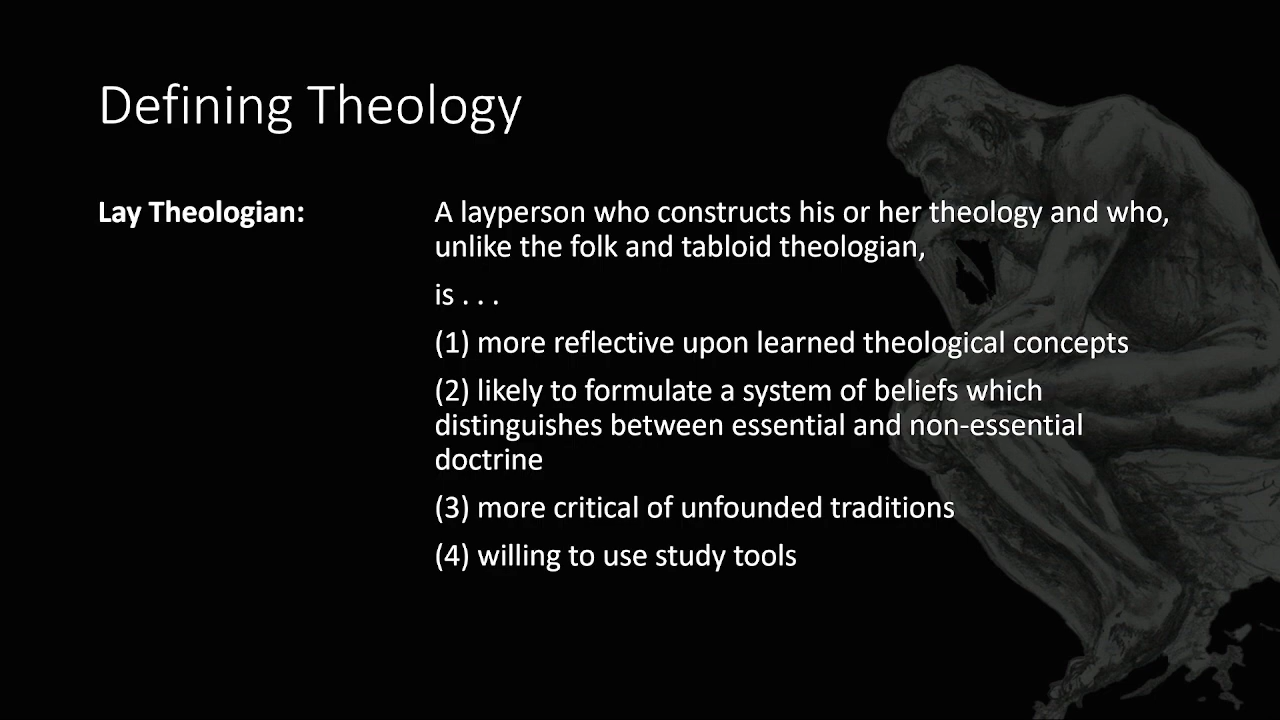 Defining Theology
Lay Theologian:
A layperson who constructs his or her theology and who,
unlike the folk and tabloid theologian,
is . . .
(1) more reflective upon learned theological concepts
(2) likely to formulate a system of beliefs which
distinguishes between essential and non-essential
doctrine
(3) more critical of unfounded traditions
(4) willing to use study tools